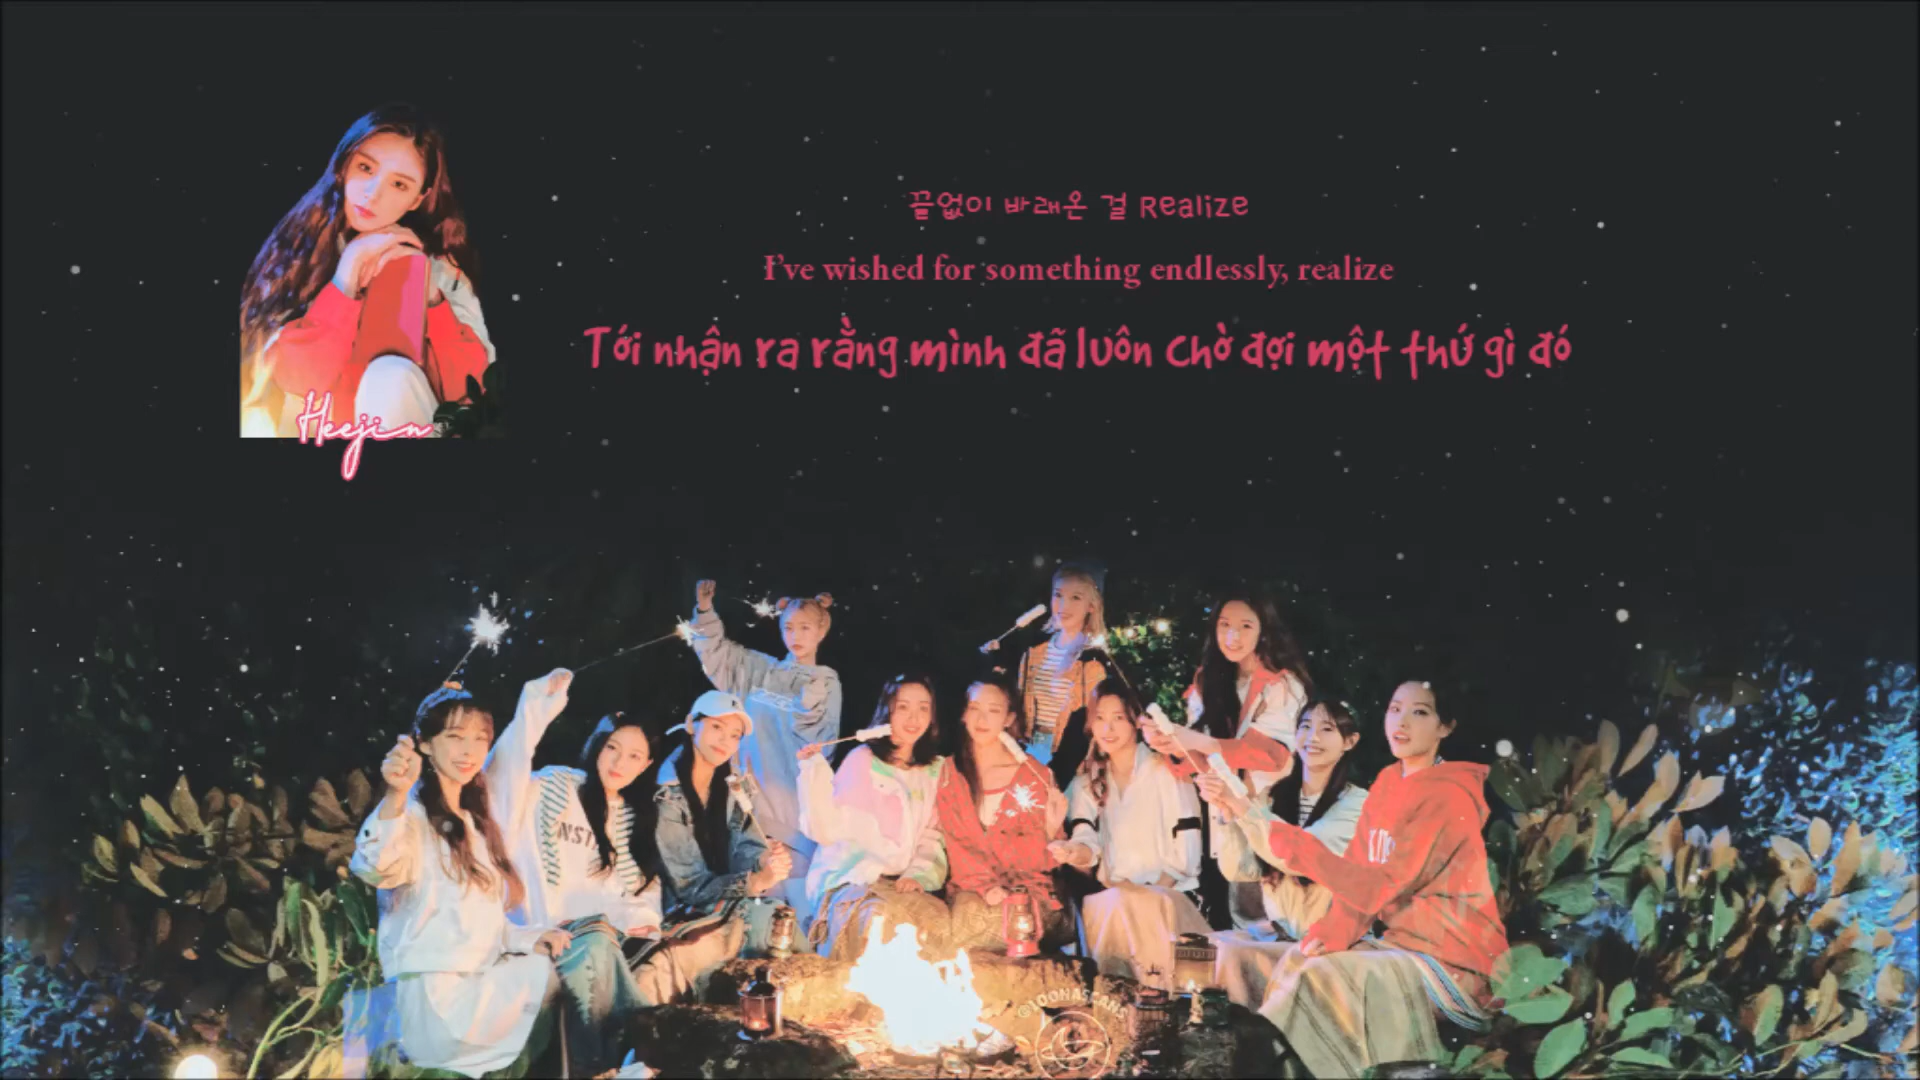 끝없이 바래온 걸 Realize
I've wished for something endlessly, realize
Tới nhận ra rằng mình đã luôn chờ đợi một thứ gì đó
Heejin
@LOONASCANS